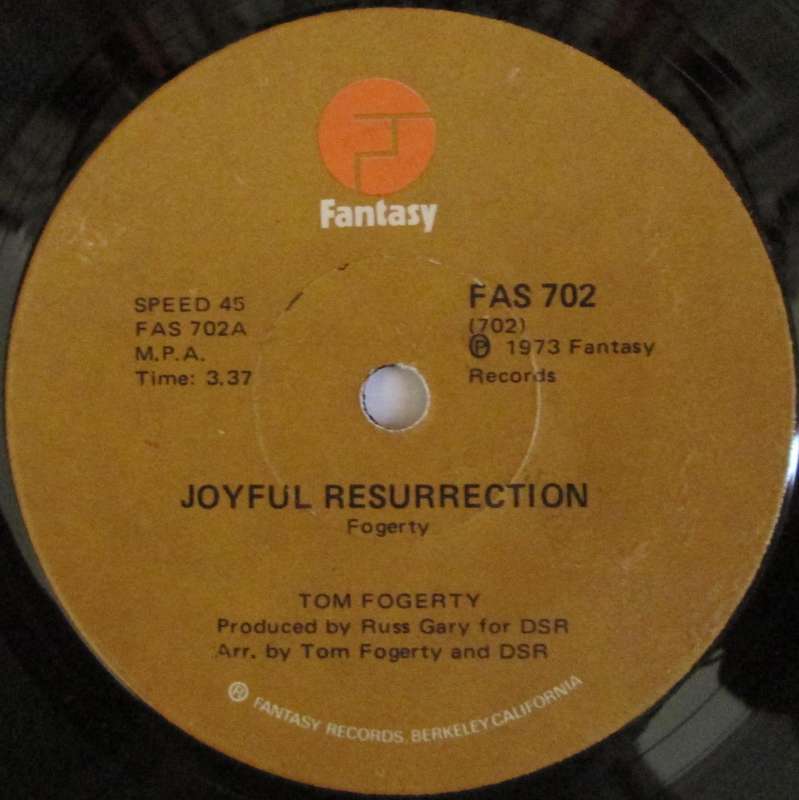 Fantasy
SPEED 45
FAS 702A
M.P.A.
Time: 3.37
FAS 702
(702)
Ⓟ 1973 Fantasy
Records
JOYFUL RESURRECTION
Fogerty
TOM FOGERTY
Produced by Russ Gary for DSR
Arr. by Tom Fogerty and DSR
® FANTASY RECORDS, BERKELEY, CALIFORNIA